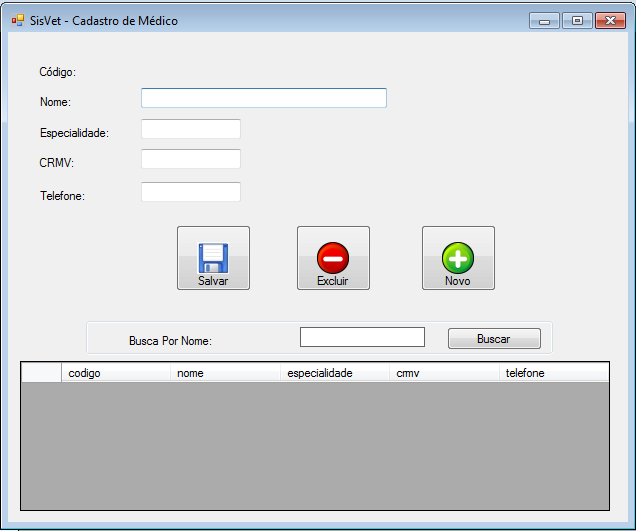 SisVet - Cadastro de Médico
Código:
Nome:
Especialidade:
CRMV:
Telefone:
Salvar Excluir Novo
Busca Por Nome: Buscar
codigo nome especialidade crmv telefone